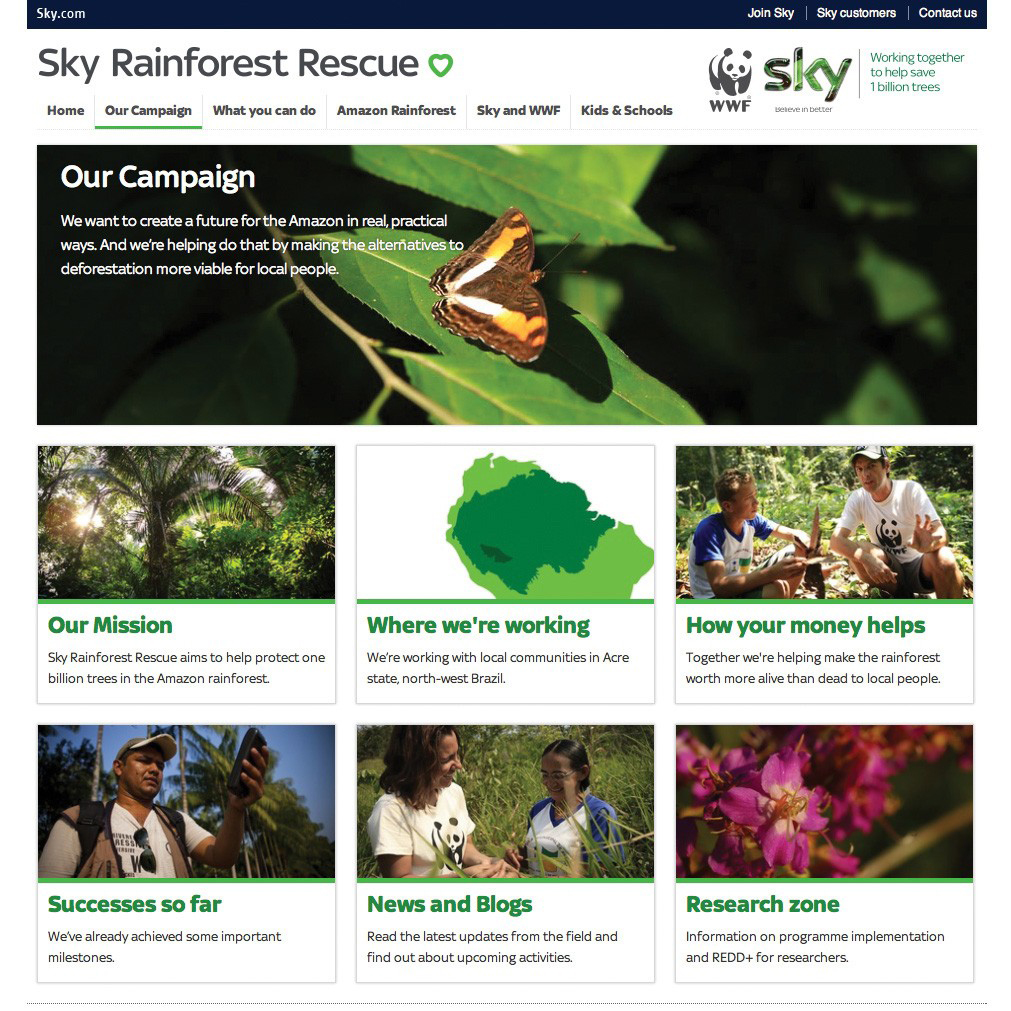 Sky.com
Join Sky
Sky customers
Contact us
Sky Rainforest Rescue
WWF
sky
Believe in better
Working together
to help save
1 billion trees
Home
Our Campaign
What you can do
Amazon Rainforest
Sky and WWF
Kids & Schools
Our Campaign
We want to create a future for the Amazon in real, practical
ways. And we're helping do that by making the alternatives to
deforestation more viable for local people.
WWF
Our Mission
Sky Rainforest Rescue aims to help protect one
billion trees in the Amazon rainforest.
Where we're working
We're working with local communities in Acre
state, north-west Brazil.
How your money helps
Together we're helping make the rainforest
worth more alive than dead to local people.
Successes so far
We've already achieved some important
milestones.
News and Blogs
Read the latest updates from the field and
find out about upcoming activities.
Research zone
Information on programme implementation
and REDD+ for researchers.